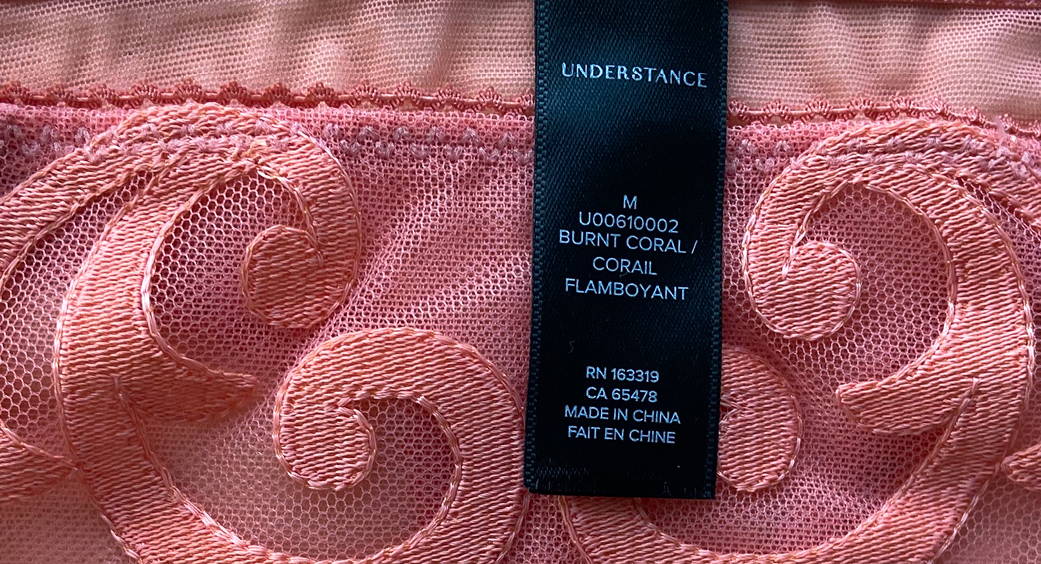 UNDERSTANCE
M
U00610002
BURNT CORAL /
CORAIL
FLAMBOYANT
RN 163319
CA 65478
MADE IN CHINA
FAIT EN CHINE